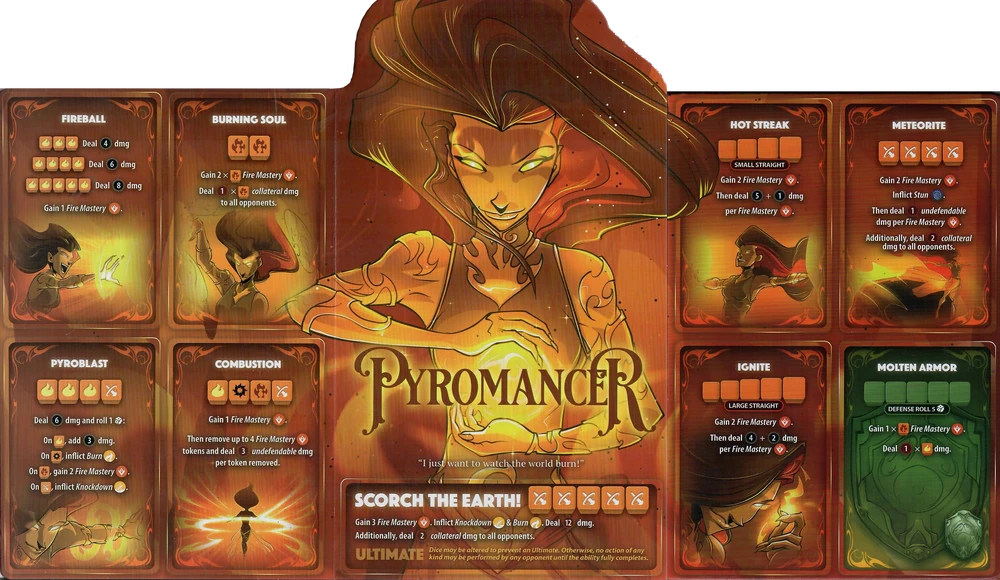 FIREBALL
Deal 4 dmg
Deal 6 dmg
Deal 8 dmg
Gain 1 Fire Mastery .
BURNING SOUL
Gain 2 × Fire Mastery .
Deal 1 × collateral dmg
to all opponents.
HOT STREAK
SMALL STRAIGHT
Gain 2 Fire Mastery .
Then deal 5 + 1 dmg
per Fire Mastery .
METEORITE
Gain 2 Fire Mastery .
Inflict Stun .
Then deal 1 undefendable
dmg per Fire Mastery .
Additionally, deal 2 collateral
dmg to all opponents.
PYROBLAST
Deal 6 dmg and roll 1 :
On , add 3 dmg.
On , inflict Burn .
On , gain 2 Fire Mastery .
On , inflict Knockdown .
COMBUSTION
Gain 1 Fire Mastery .
Then remove up to 4 Fire Mastery
tokens and deal 3 undefendable dmg
per token removed.
PYROMANCER
"I just want to watch the world burn!"
SCORCH THE EARTH!
Gain 3 Fire Mastery . Inflict Knockdown & Burn . Deal 12 dmg.
Additionally, deal 2 collateral dmg to all opponents.
ULTIMATE Dice may be altered to prevent an Ultimate. Otherwise, no action of any
kind may be performed by any opponent until the ability fully completes.
IGNITE
LARGE STRAIGHT
Gain 2 Fire Mastery .
Then deal 4 + 2 dmg
per Fire Mastery .
MOLTEN ARMOR
DEFENSE ROLL 5
Gain 1 × Fire Mastery .
Deal 1 × dmg.